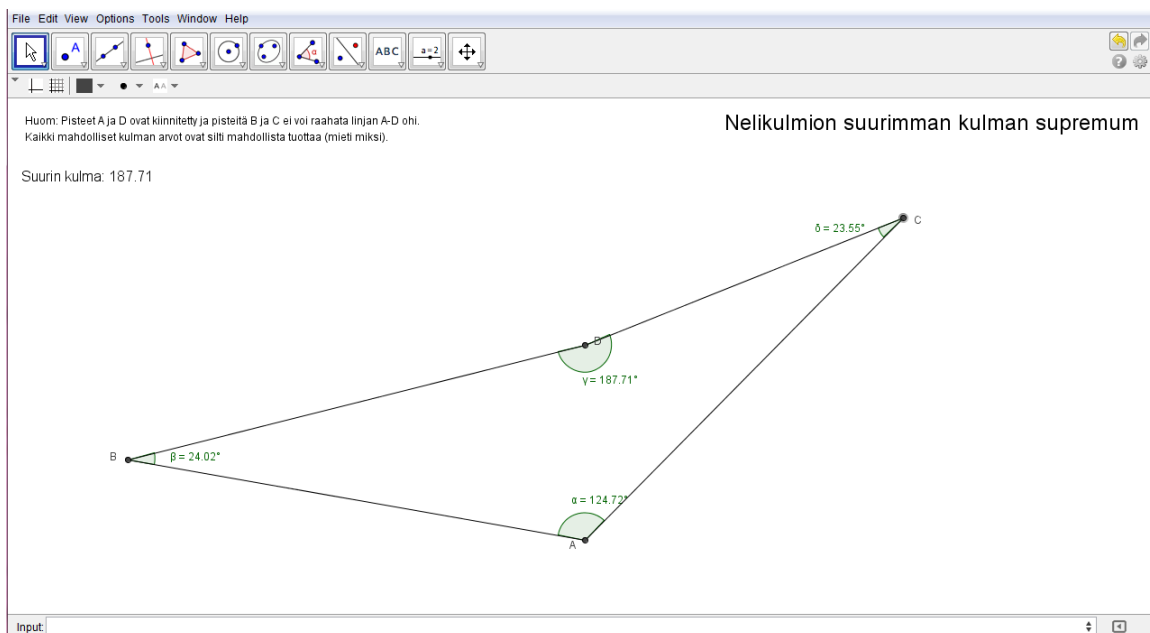 File Edit View Options Tools Window Help
A
α
ABC
a=2
A A
Huom: Pisteet A ja D ovat kiinnitetty ja pisteitä B ja C ei voi raahata linjan A-D ohi.
Kaikki mahdolliset kulman arvot ovat silti mahdollista tuottaa (mieti miksi).
Nelikulmion suurimman kulman supremum
Suurin kulma: 187.71
C
δ = 23.55°
D
γ = 187.71°
B
β = 24.02°
α = 124.72°
A
Input: